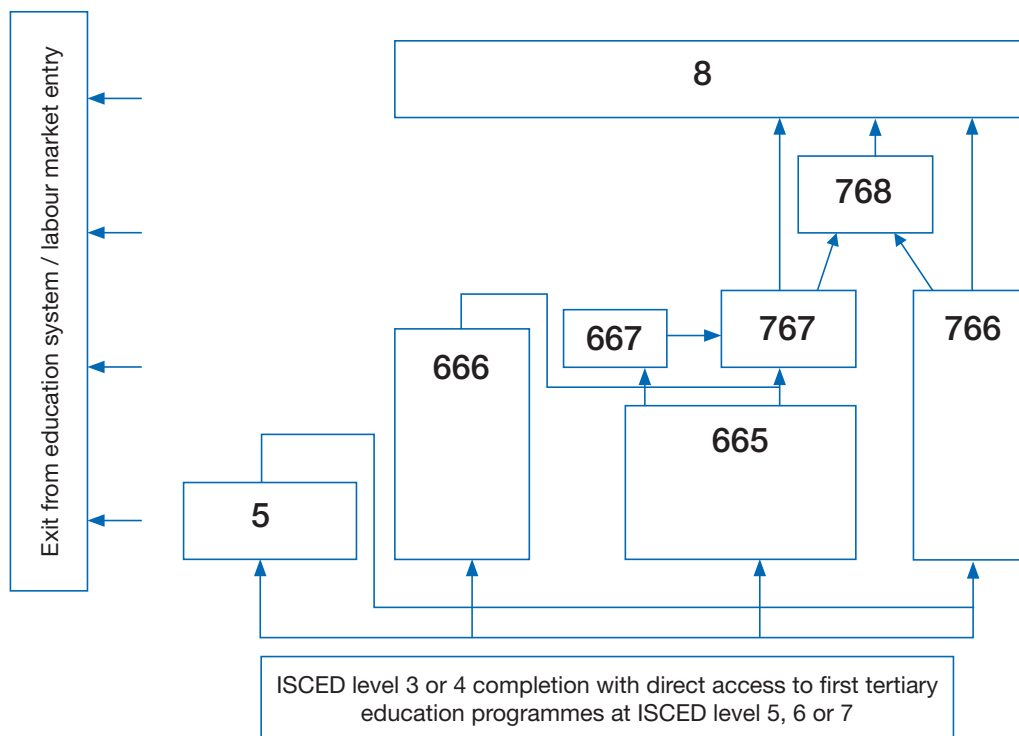 Exit from education system / labour market entry
8
768
667
767
766
666
665
5
ISCED level 3 or 4 completion with direct access to first tertiary
education programmes at ISCED level 5, 6 or 7